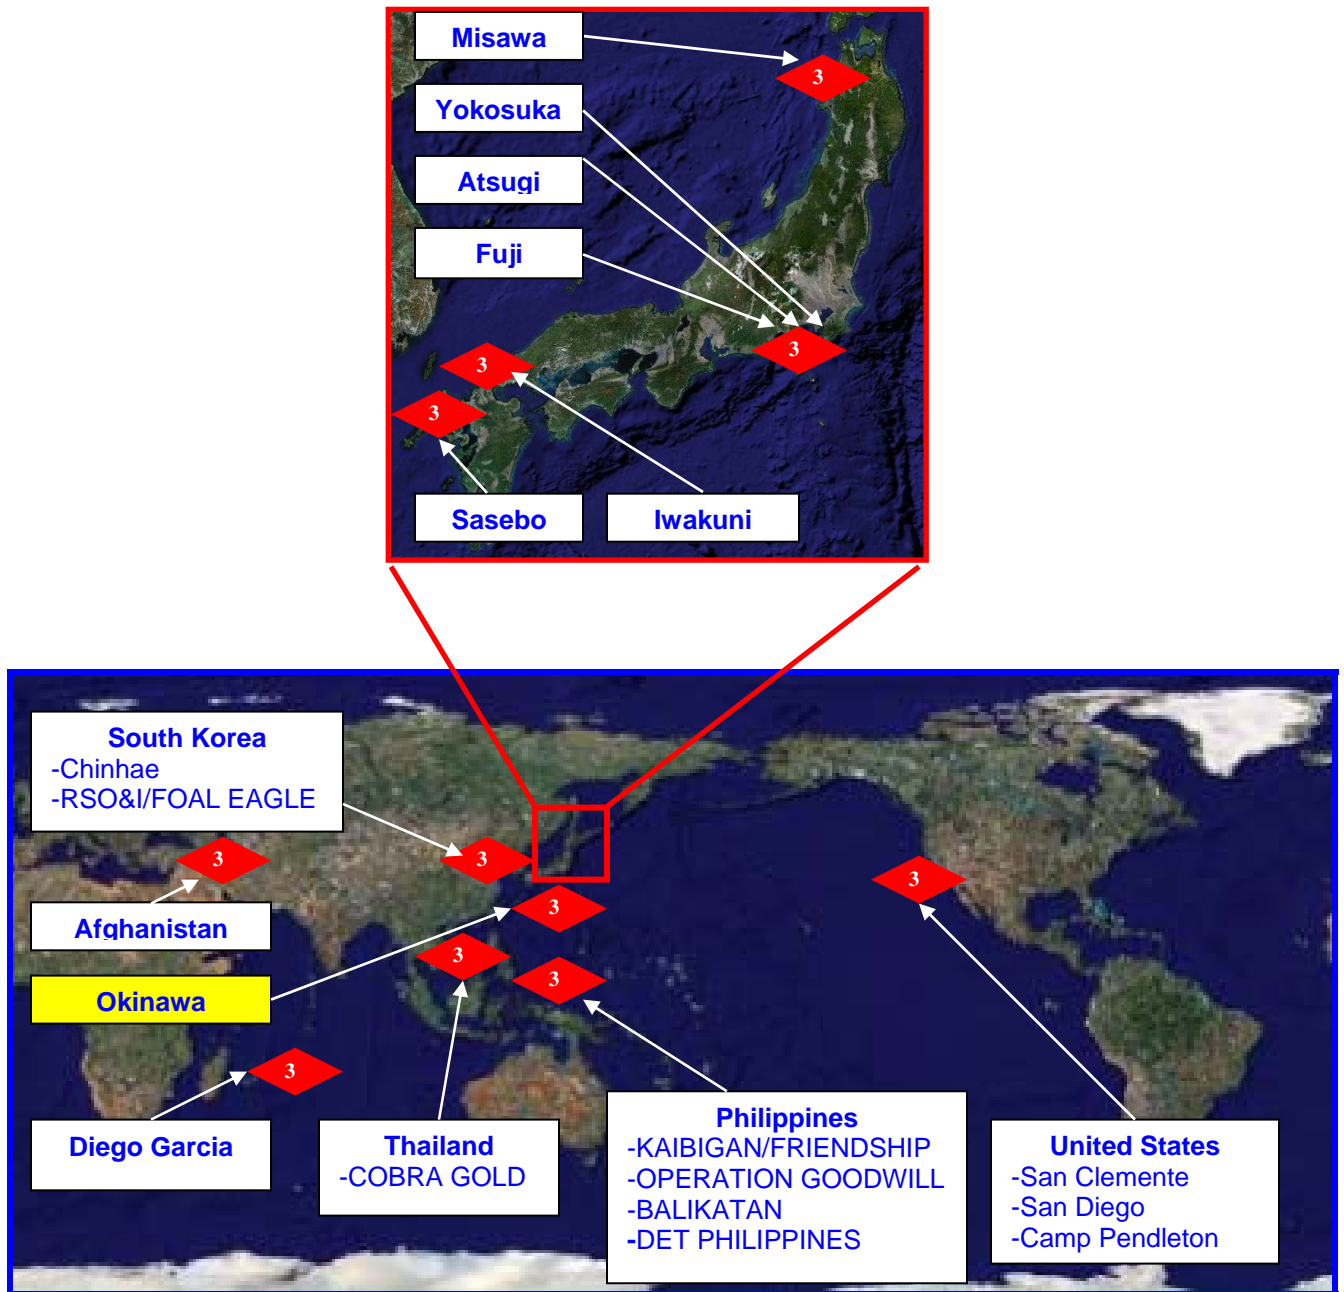 Misawa
3
Yokosuka
Atsugi
Fuji
3
3
3
Sasebo
Iwakuni
South Korea
-Chinhae
-RSO&I/FOAL EAGLE
3
3
3
Afghanistan
3
3
Okinawa
3
3
Diego Garcia
Thailand
-COBRA GOLD
Philippines
-KAIBIGAN/FRIENDSHIP
-OPERATION GOODWILL
-BALIKATAN
-DET PHILIPPINES
United States
-San Clemente
-San Diego
-Camp Pendleton